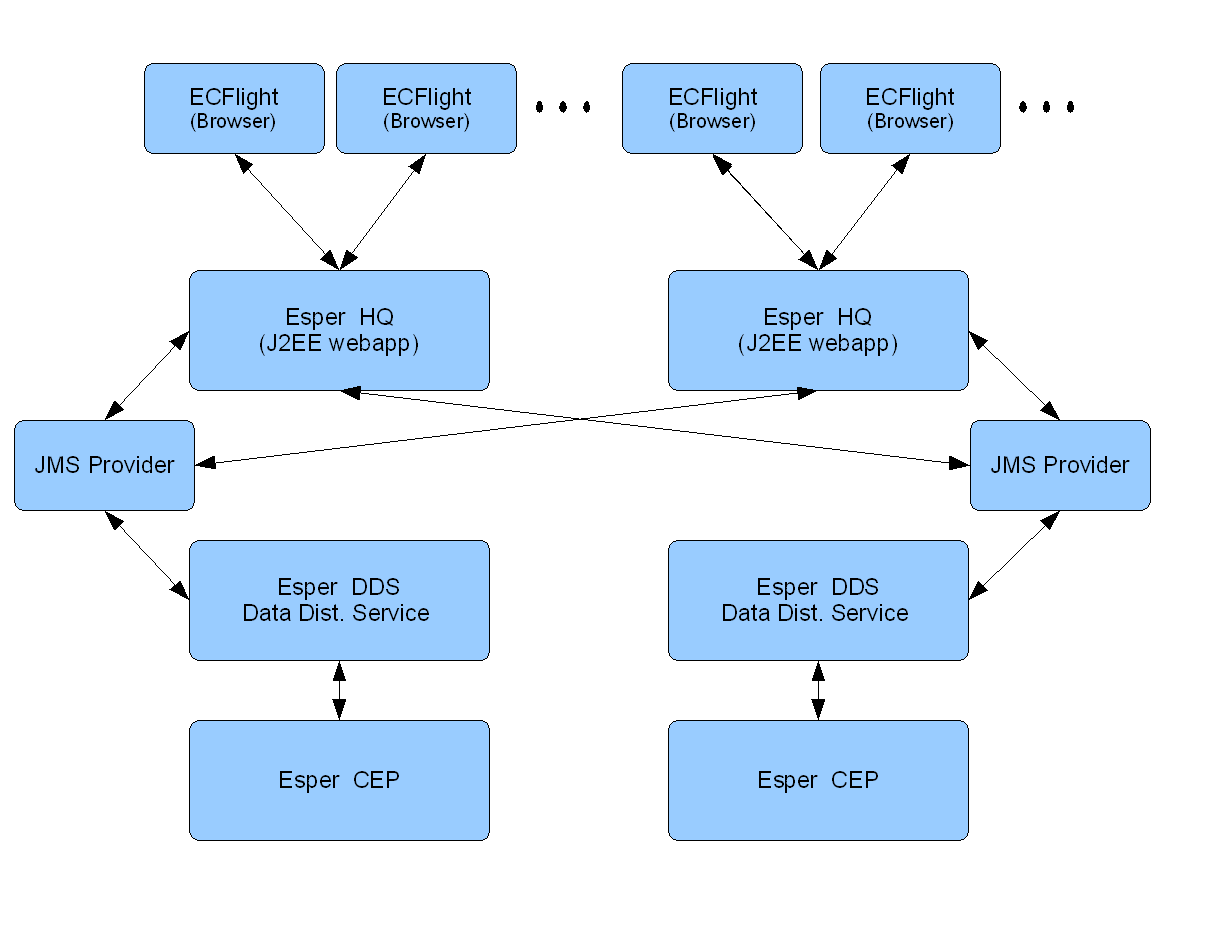 ECFlight
(Browser)
ECFlight
(Browser)
ECFlight
(Browser)
ECFlight
(Browser)
Esper HQ
(J2EE webapp)
Esper HQ
(J2EE webapp)
JMS Provider
JMS Provider
Esper DDS
Data Dist. Service
Esper DDS
Data Dist. Service
Esper CEP
Esper CEP